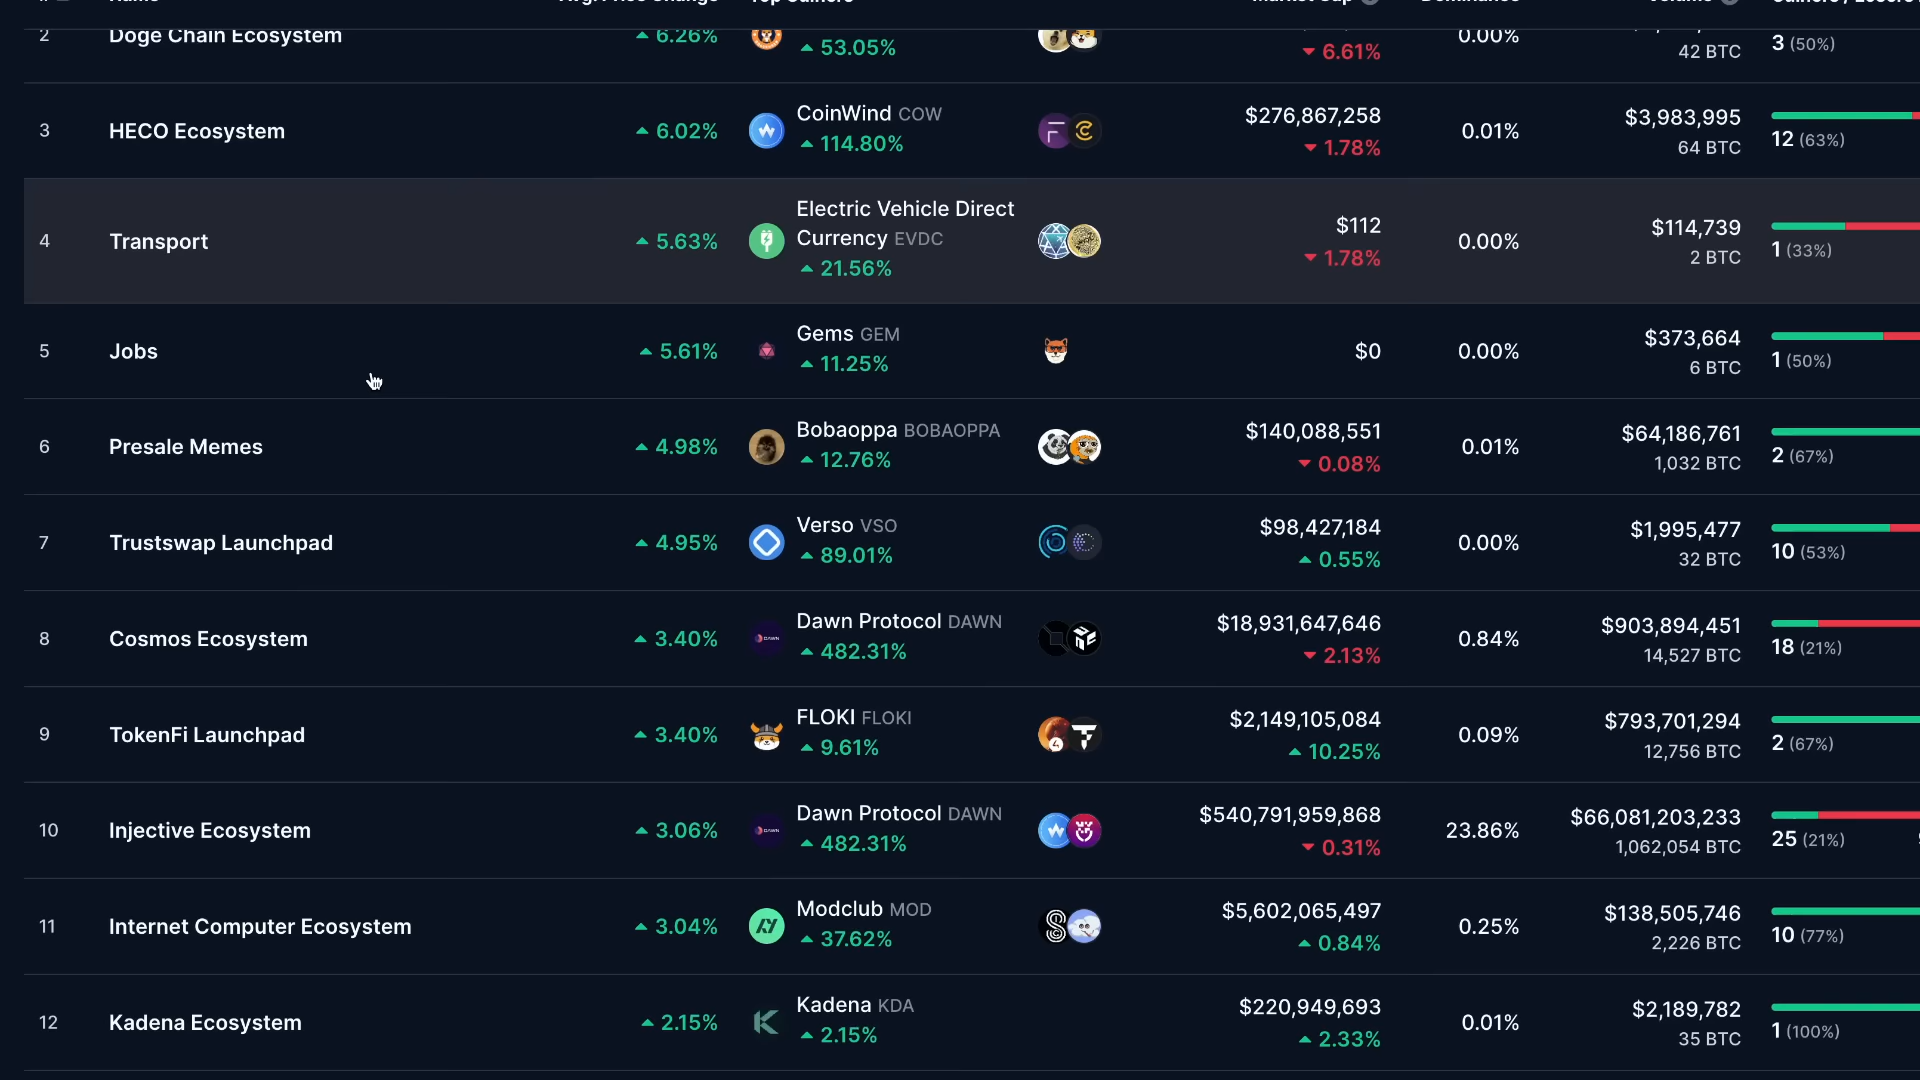 2
Doge Chain Ecosystem
6.26%
53.05%
6.61%
0.00%
42 BTC
3 (50%)
3
HECO Ecosystem
6.02%
CoinWind COW
114.80%
$276,867,258
1.78%
0.01%
$3,983,995
64 BTC
12 (63%)
4
Transport
5.63%
Electric Vehicle Direct
Currency EVDC
21.56%
$112
1.78%
0.00%
$114,739
2 BTC
1 (33%)
5
Jobs
5.61%
Gems GEM
11.25%
$0
0.00%
$373,664
6 BTC
1 (50%)
6
Presale Memes
4.98%
Bobaoppa BOBAOPPA
12.76%
$140,088,551
0.08%
0.01%
$64,186,761
1,032 BTC
2 (67%)
7
Trustswap Launchpad
4.95%
Verso VSO
89.01%
$98,427,184
0.55%
0.00%
$1,995,477
32 BTC
10 (53%)
8
Cosmos Ecosystem
3.40%
Dawn Protocol DAWN
482.31%
$18,931,647,646
2.13%
0.84%
$903,894,451
14,527 BTC
18 (21%)
9
TokenFi Launchpad
3.40%
FLOKI FLOKI
9.61%
$2,149,105,084
10.25%
0.09%
$793,701,294
12,756 BTC
2 (67%)
10
Injective Ecosystem
3.06%
Dawn Protocol DAWN
482.31%
$540,791,959,868
0.31%
23.86%
$66,081,203,233
1,062,054 BTC
25 (21%)
11
Internet Computer Ecosystem
3.04%
Modclub MOD
37.62%
$5,602,065,497
0.84%
0.25%
$138,505,746
2,226 BTC
10 (77%)
12
Kadena Ecosystem
2.15%
Kadena KDA
2.15%
$220,949,693
2.33%
0.01%
$2,189,782
35 BTC
1 (100%)